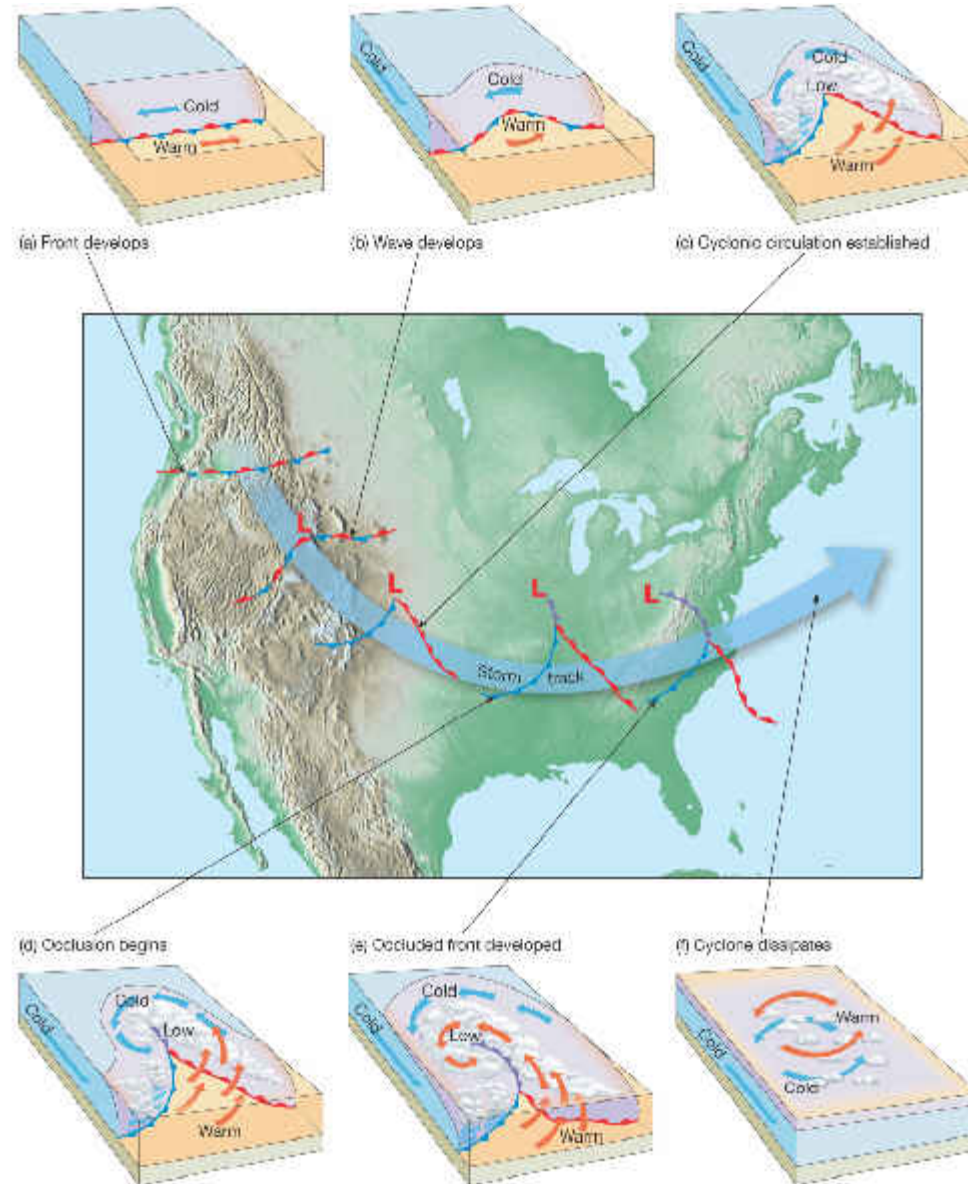 Cold
Warm
Cold
Cold
Warm
Cold
Cold
Low
Warm
(a) Front develops
(b) Wave develops
(c) Cyclonic circulation established
L
L
L
L
Storm track
(d) Occlusion begins
(e) Occluded front developed
(f) Cyclone dissipates
Cold
Cold
Low
Warm
Cold
Cold
Low
Warm
Cold
Warm
Cold